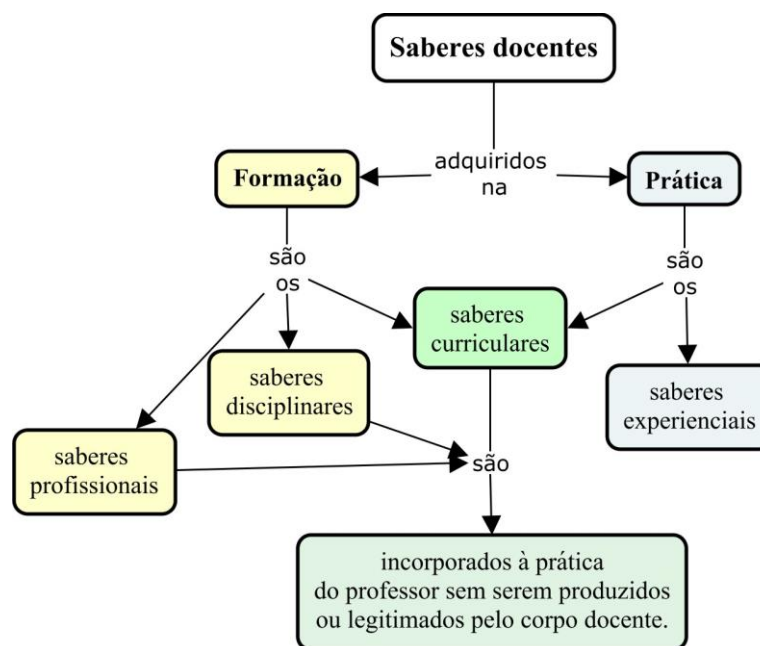 Saberes docentes
adquiridos
na
Formação
Prática
são
os
são
os
saberes
curriculares
saberes
disciplinares
saberes
experienciais
saberes
profissionais
são
incorporados à prática
do professor sem serem produzidos
ou legitimados pelo corpo docente.